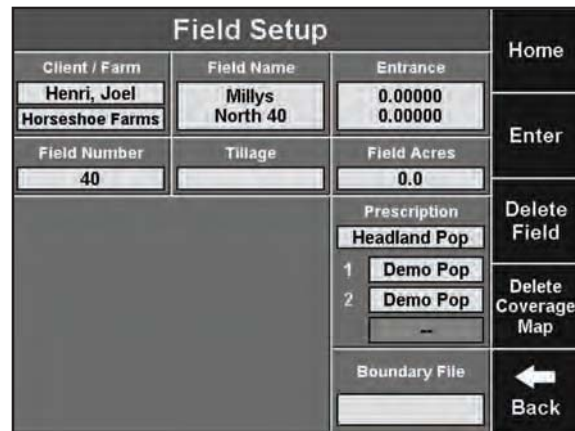 Field Setup
Client / Farm
Henri, Joel
Horseshoe Farms
Field Name
Millys
North 40
Entrance
0.00000
0.00000
Field Number
40
Tillage
Field Acres
0.0
Prescription
Headland Pop
1 Demo Pop
2 Demo Pop
--
Boundary File
Home
Enter
Delete
Field
Delete
Coverage
Map
Back